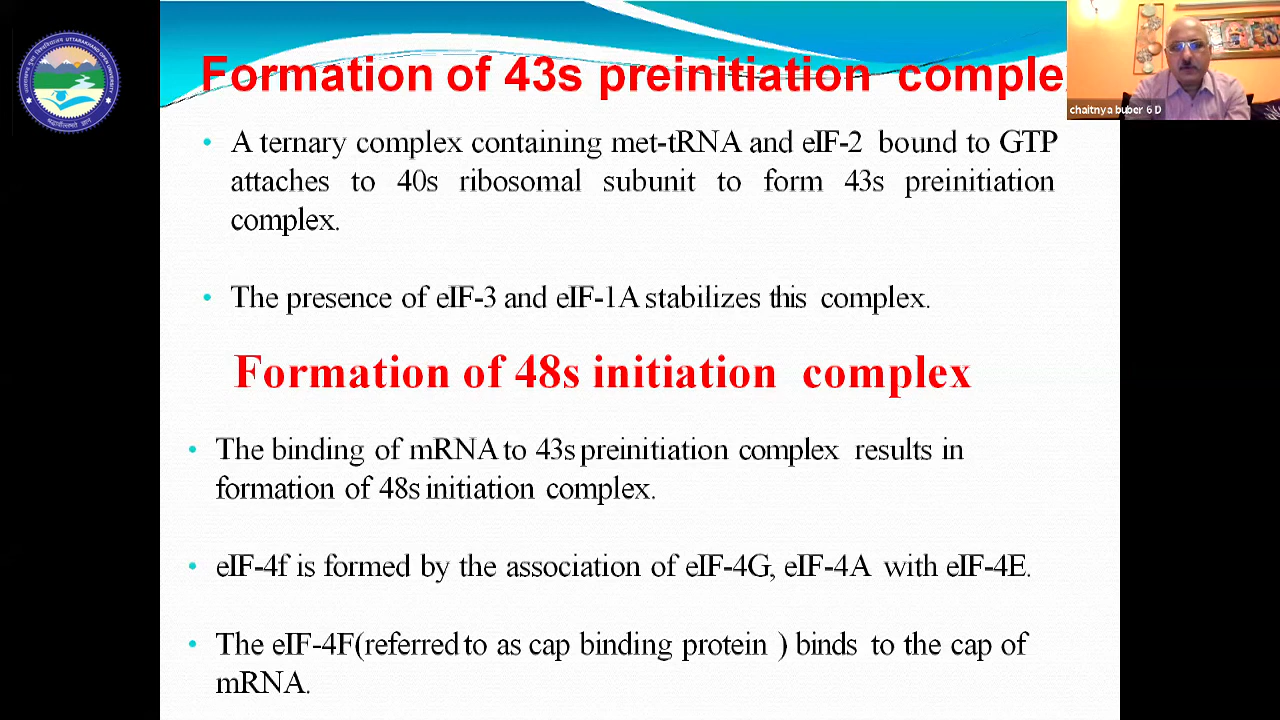 Formation of 43s preinitiation comple
chaitnya buber 6 D
• A ternary complex containing met-tRNA and eIF-2 bound to GTP
attaches to 40s ribosomal subunit to form 43s preinitiation
complex.
• The presence of eIF-3 and eIF-1A stabilizes this complex.
Formation of 48s initiation complex
• The binding of mRNA to 43s preinitiation complex results in
formation of 48s initiation complex.
• eIF-4f is formed by the association of eIF-4G, eIF-4A with eIF-4E.
• The eIF-4F(referred to as cap binding protein ) binds to the cap of
mRNA.